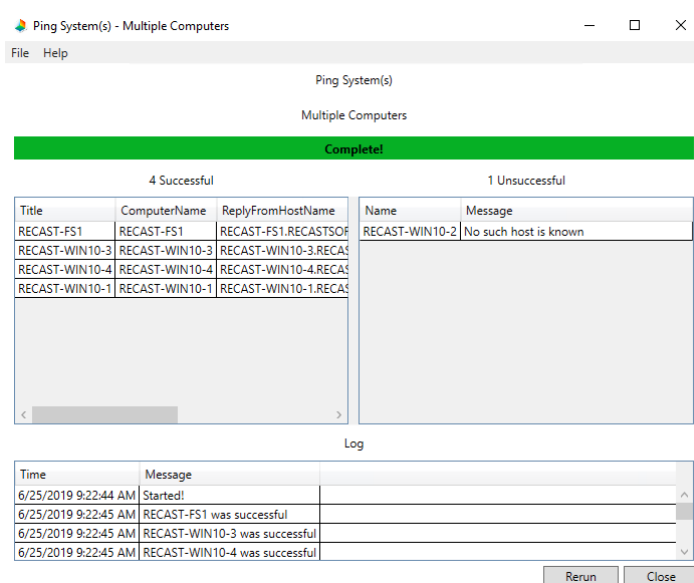 Ping System(s) - Multiple Computers
File Help
Ping System(s)
Multiple Computers
Complete!
4 Successful
1 Unsuccessful
Title ComputerName ReplyFromHostName
RECAST-FS1 RECAST-FS1 RECAST-FS1.RECASTSOF
RECAST-WIN10-3 RECAST-WIN10-3 RECAST-WIN10-3.RECAS
RECAST-WIN10-4 RECAST-WIN10-4 RECAST-WIN10-4.RECAS
RECAST-WIN10-1 RECAST-WIN10-1 RECAST-WIN10-1.RECAS
Name Message
RECAST-WIN10-2 No such host is known
Log
Time Message
6/25/2019 9:22:44 AM Started!
6/25/2019 9:22:45 AM RECAST-FS1 was successful
6/25/2019 9:22:45 AM RECAST-WIN10-3 was successful
6/25/2019 9:22:45 AM RECAST-WIN10-4 was successful
Rerun Close